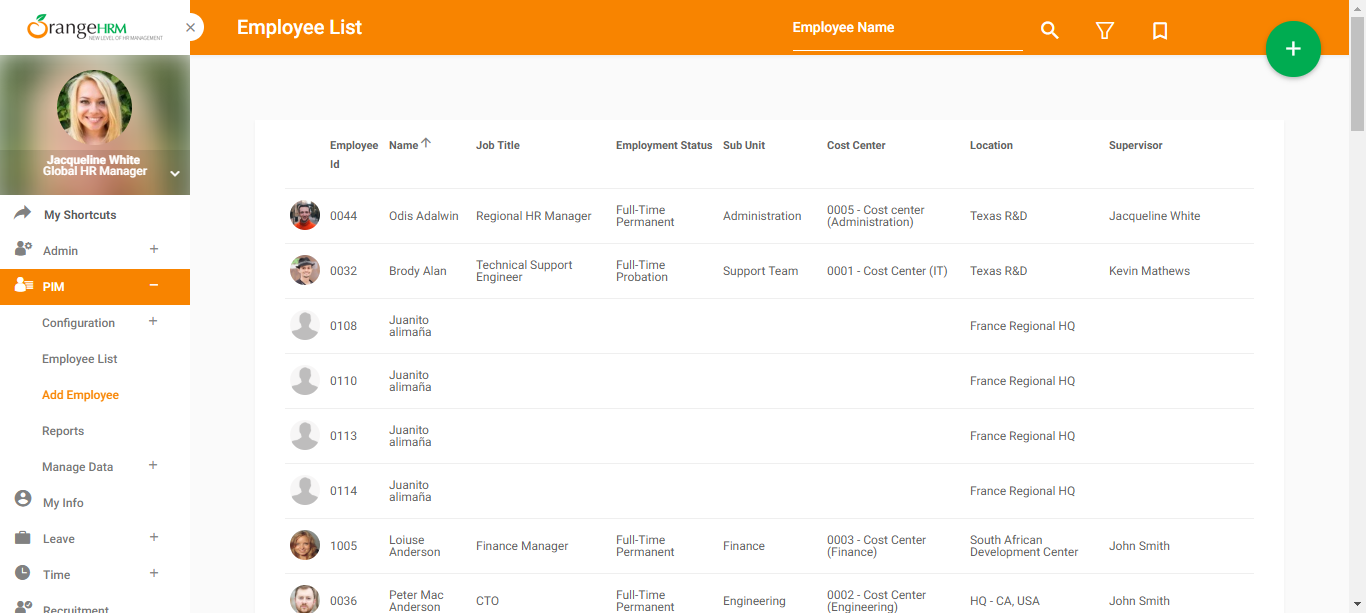 OrangeHRM
NEW LEVEL OF HR MANAGEMENT
Employee List
Employee Name
Jacqueline White
Global HR Manager
My Shortcuts
Admin
PIM
Configuration
Employee List
Add Employee
Reports
Manage Data
My Info
Leave
Time
Recruitment
Employee Id Name Job Title Employment Status Sub Unit Cost Center Location Supervisor
0044 Odis Adalwin Regional HR Manager Full-Time Permanent Administration 0005 - Cost center (Administration) Texas R&D Jacqueline White
0032 Brody Alan Technical Support Engineer Full-Time Probation Support Team 0001 - Cost Center (IT) Texas R&D Kevin Mathews
0108 Juanito alimaña France Regional HQ
0110 Juanito alimaña France Regional HQ
0113 Juanito alimaña France Regional HQ
0114 Juanito alimaña France Regional HQ
1005 Loiuse Anderson Finance Manager Full-Time Permanent Finance 0003 - Cost Center (Finance) South African Development Center John Smith
0036 Peter Mac Anderson CTO Full-Time Permanent Engineering 0002 - Cost Center (Engineering) HQ - CA, USA John Smith